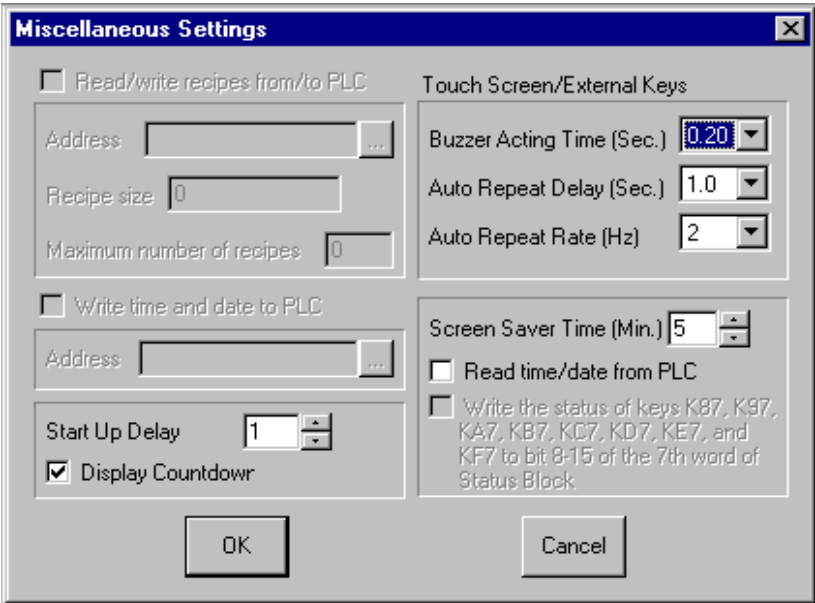 Miscellaneous Settings
Read/write recipes from/to PLC
Address
...
Recipe size 0
Maximum number of recipes 0
Write time and date to PLC
Address
...
Start Up Delay 1
Display Countdowr
Touch Screen/External Keys
Buzzer Acting Time (Sec.) 0.20
Auto Repeat Delay (Sec.) 1.0
Auto Repeat Rate (Hz) 2
Screen Saver Time (Min.) 5
Read time/date from PLC
Write the status of keys K87, K97,
KA7, KB7, KC7, KD7, KE7, and
KF7 to bit 8-15 of the 7th word of
Status Block
OK
Cancel